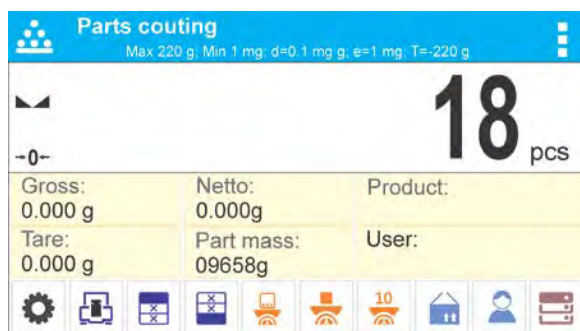 Parts couting
Max 220 g; Min 1 mg; d=0.1 mg g; e=1 mg; T=-220 g
18 pcs
→0←
Gross: Netto: Product:
0.000 g 0.000g
Tare: Part mass: User:
0.000 g 09658g
10